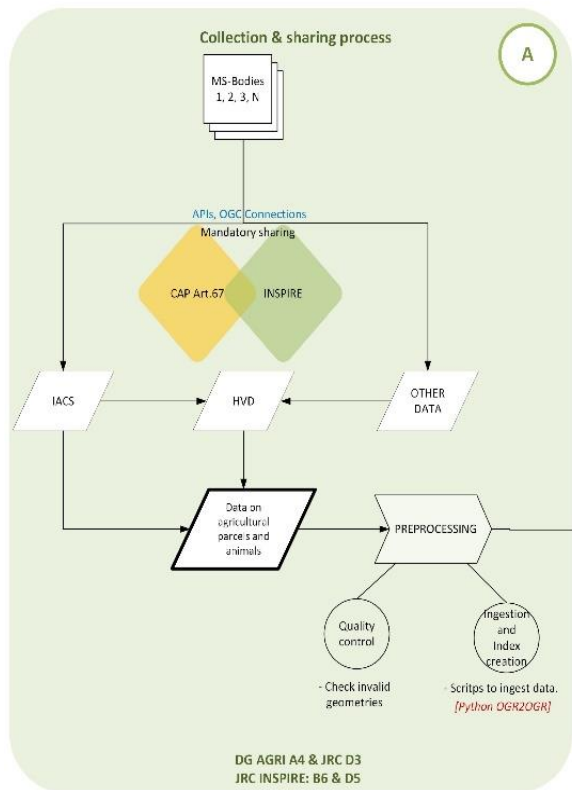 Collection & sharing process
A
MS-Bodies
1, 2, 3, N
APIs, OGC Connections
Mandatory sharing
CAP Art.67
INSPIRE
IACS
HVD
OTHER
DATA
Data on
agricultural
parcels and
animals
PREPROCESSING
Quality
control
Ingestion
and
Index
creation
- Check invalid
geometries
- Scritps to ingest data.
[Python OGR2OGR]
DG AGRI A4 & JRC D3
JRC INSPIRE: B6 & D5